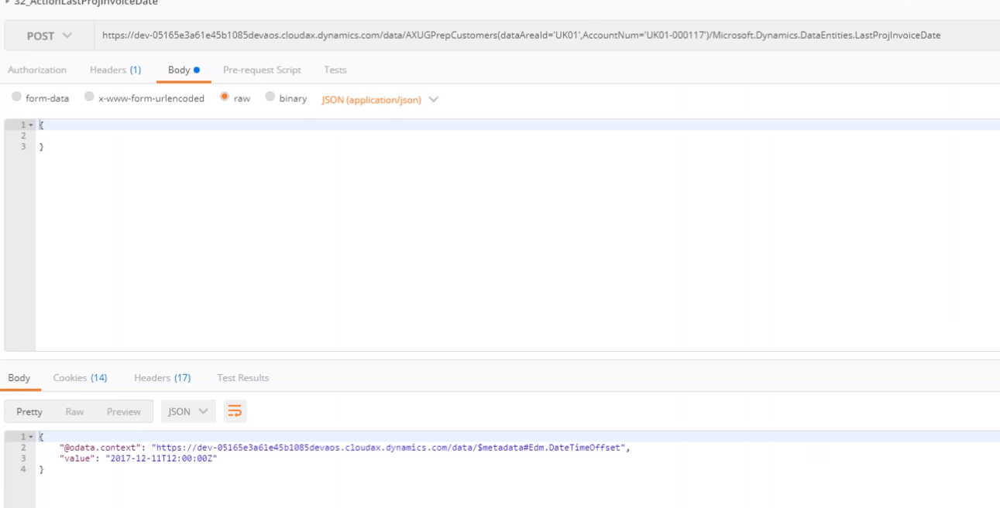 32_ActionLastProjInvoiceDate
POST https://dev-05165e3a61e45b1085devaos.cloudax.dynamics.com/data/AXUGPrepCustomers(dataAreaId='UK01',AccountNum='UK01-000117')/Microsoft.Dynamics.DataEntities.LastProjInvoiceDate
Authorization Headers (1) Body Pre-request Script Tests
form-data x-www-form-urlencoded raw binary JSON (application/json)
1 {
2
3 }
Body Cookies (14) Headers (17) Test Results
Pretty Raw Preview JSON
1 {
2 "@odata.context": "https://dev-05165e3a61e45b1085devaos.cloudax.dynamics.com/data/$metadata#Edm.DateTimeOffset",
3 "value": "2017-12-11T12:00:00Z"
4 }